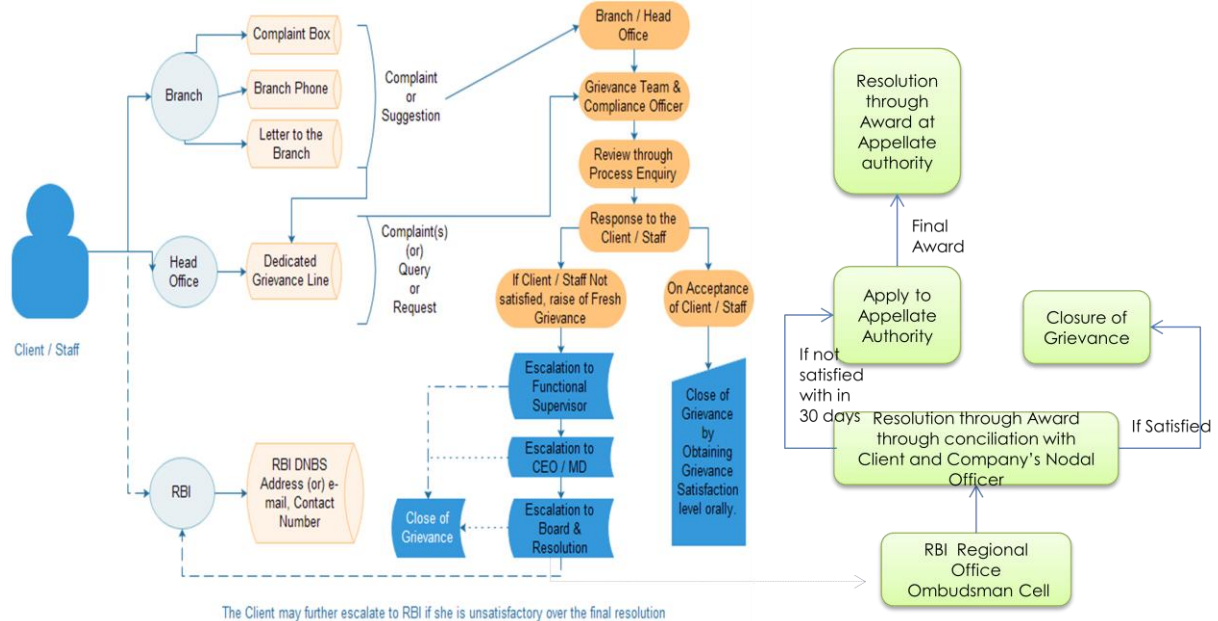 Complaint Box
Branch
Branch Phone
Letter to the
Branch
Complaint
or
Suggestion
Client / Staff
Head
Office
Dedicated
Grievance Line
Complaint(s)
(or)
Query
or
Request
RBI
RBI DNBS
Address (or) e-
mail, Contact
Number
Branch / Head
Office
Grievance Team &
Compliance Officer
Review through
Process Enquiry
Response to the
Client / Staff
If Client / Staff Not
satisfied, raise of Fresh
Grievance
On Acceptance
of Client / Staff
Escalation to
Functional
Supervisor
Escalation to
CEO / MD
Escalation to
Board &
Resolution
Close of
Grievance
Close of
Grievance
by
Obtaining
Grievance
Satisfaction
level orally.
The Client may further escalate to RBI if she is unsatisfactory over the final resolution
Resolution
through
Award at
Appellate
authority
Final
Award
Apply to
Appellate
Authority
Closure of
Grievance
If not
satisfied
with in
30 days
Resolution through Award
through conciliation with
Client and Company's Nodal
Officer
If Satisfied
RBI Regional
Office
Ombudsman Cell